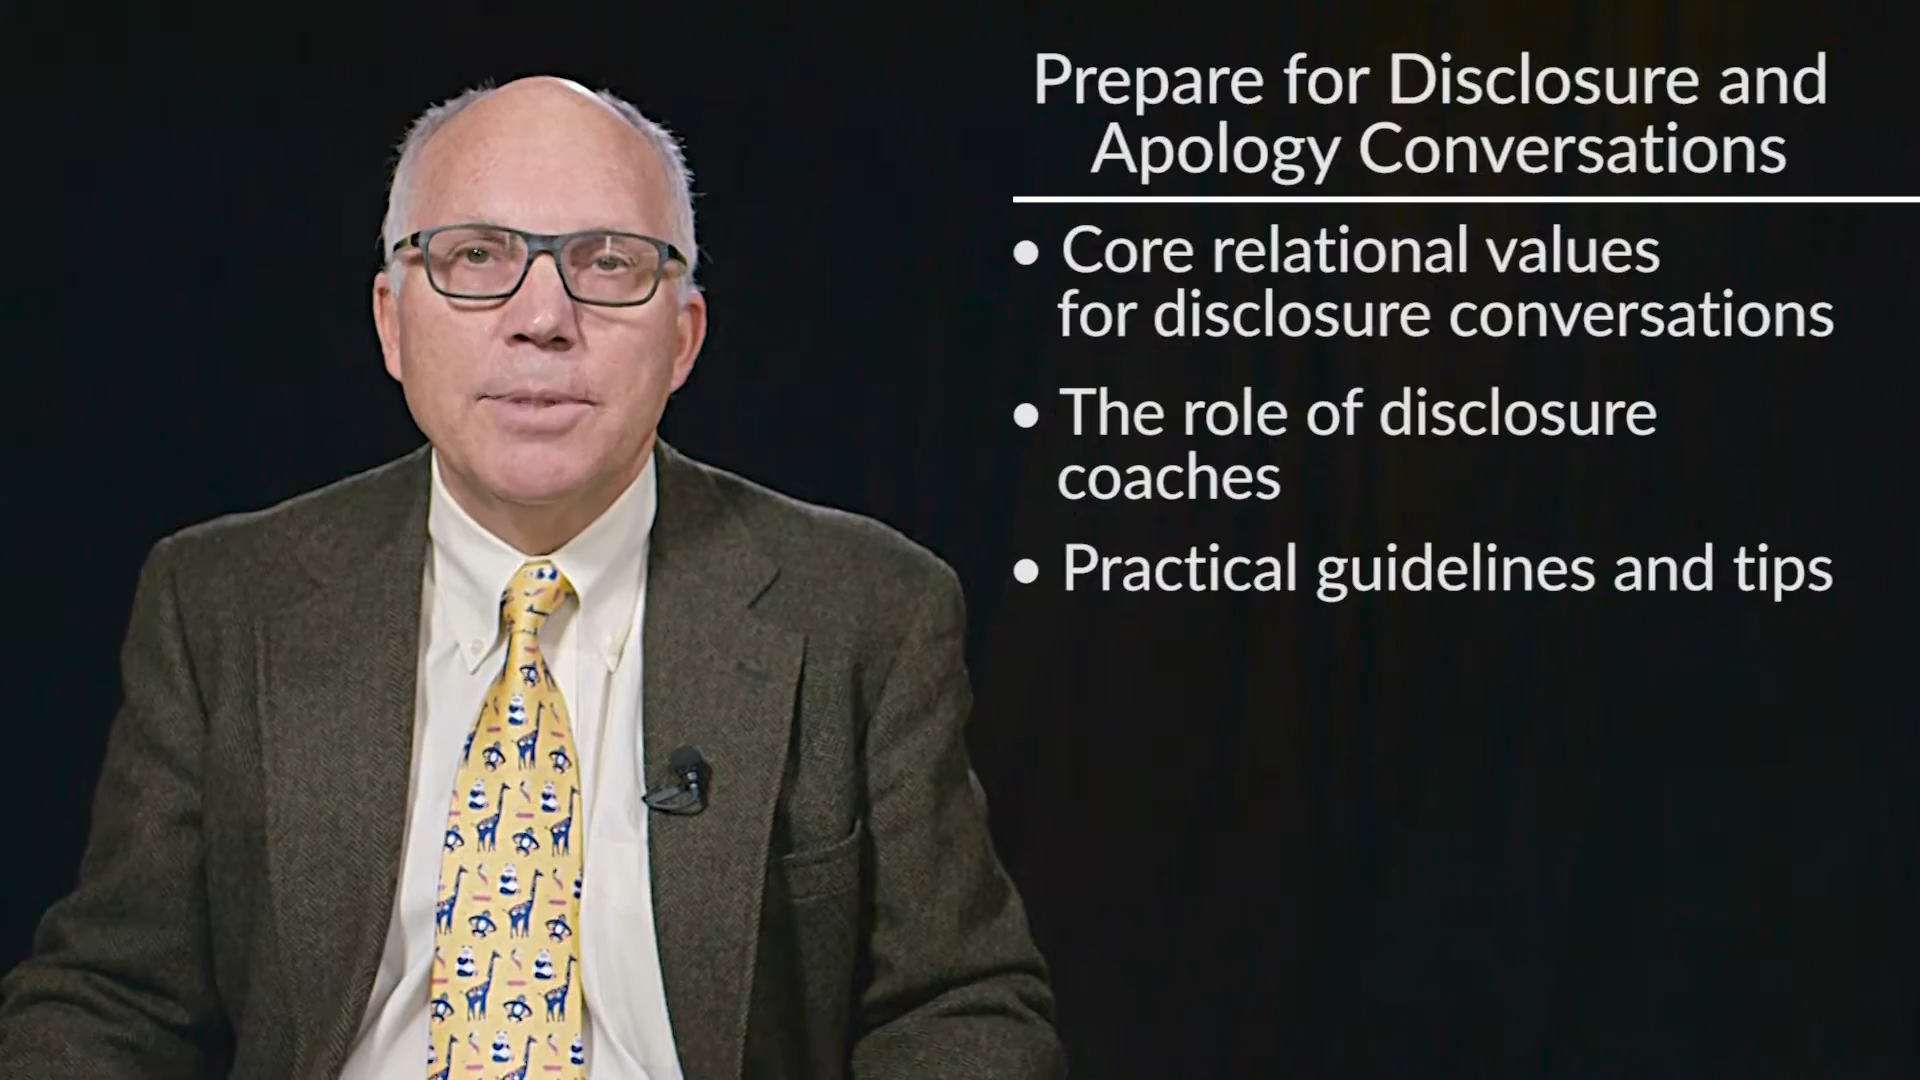 Prepare for Disclosure and
Apology Conversations
• Core relational values
for disclosure conversations
• The role of disclosure
coaches
• Practical guidelines and tips